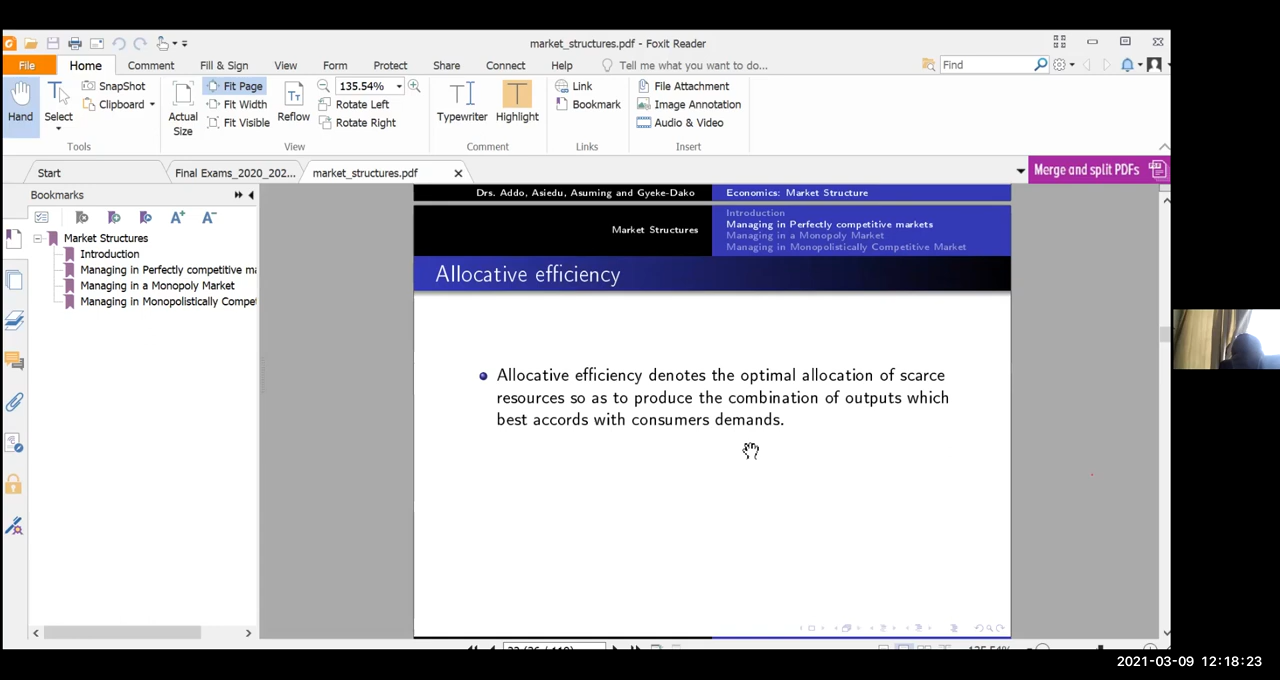 market_structures.pdf - Foxit Reader
File Home Comment Fill & Sign View Form Protect Share Connect Help Tell me what you want to do... Find
Hand
Select
SnapShot
Clipboard
Actual Size
Fit Page
Fit Width
Fit Visible
Reflow
135.54%
Rotate Left
Rotate Right
Typewriter
Highlight
Link
Bookmark
File Attachment
Image Annotation
Audio & Video
Tools View Comment Links Insert
Start Final Exams_2020_202... market_structures.pdf Merge and split PDFs
Bookmarks
Market Structures
Introduction
Managing in Perfectly competitive ma
Managing in a Monopoly Market
Managing in Monopolistically Compet
Drs. Addo, Asiedu, Asuming and Gyeke-Dako Economics: Market Structure
Market Structures
Introduction
Managing in Perfectly competitive markets
Managing in a Monopoly Market
Managing in Monopolistically Competitive Market
Allocative efficiency
Allocative efficiency denotes the optimal allocation of scarce
resources so as to produce the combination of outputs which
best accords with consumers demands.
2021-03-09 12:18:23